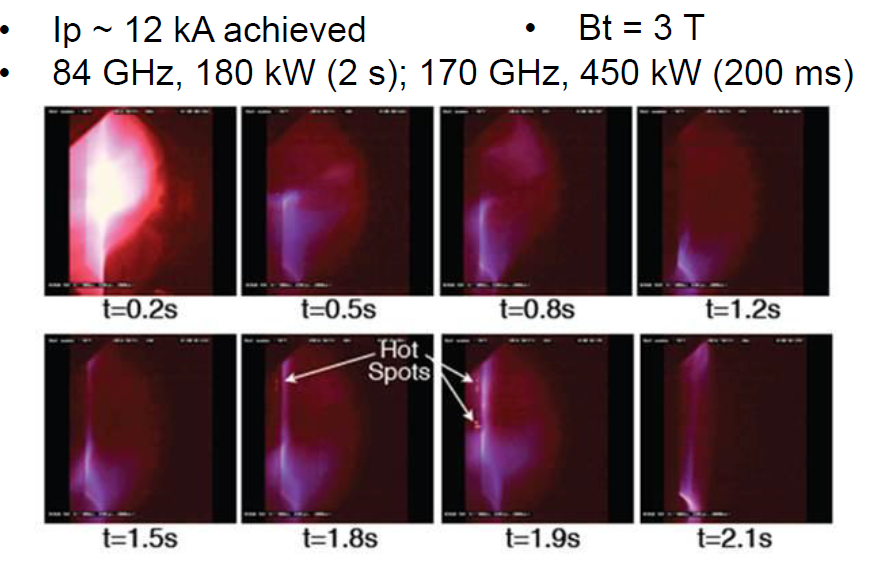 • Ip ~ 12 kA achieved • Bt = 3 T
• 84 GHz, 180 kW (2 s); 170 GHz, 450 kW (200 ms)
t=0.2s t=0.5s t=0.8s t=1.2s
Hot
Spots
t=1.5s t=1.8s t=1.9s t=2.1s